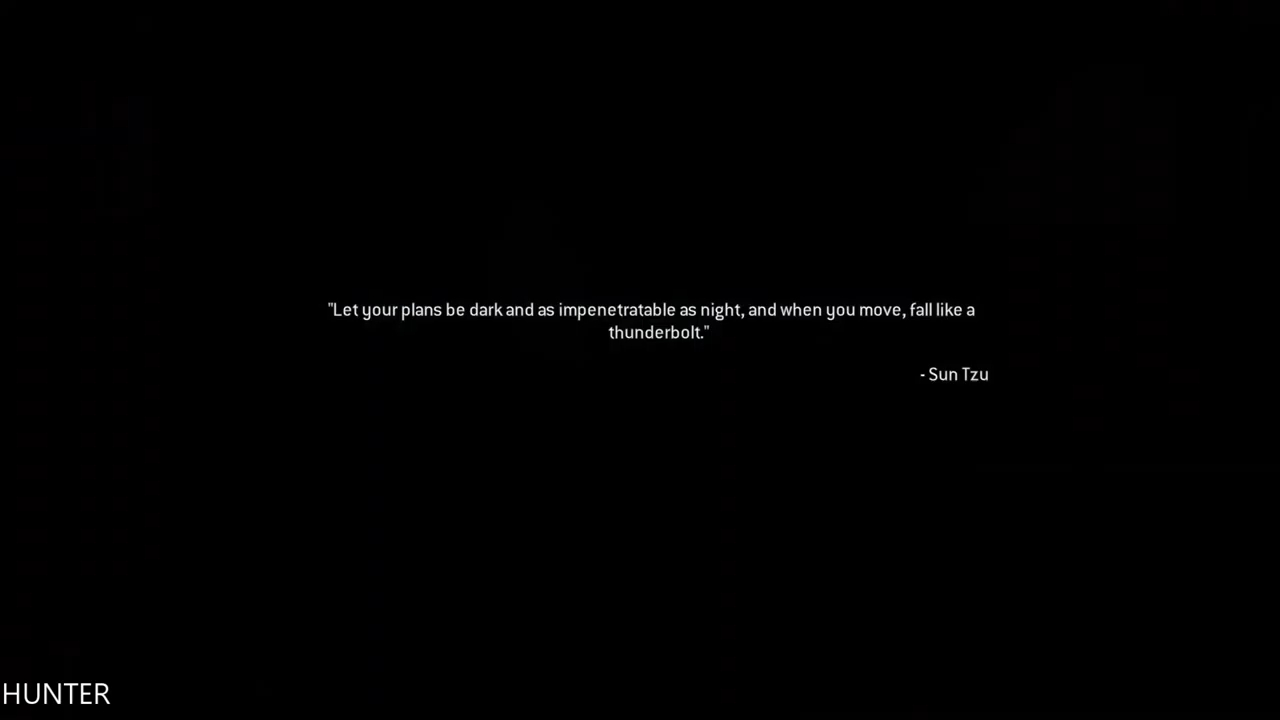 "Let your plans be dark and as impenetratable as night, and when you move, fall like a
thunderbolt."
- Sun Tzu
HUNTER